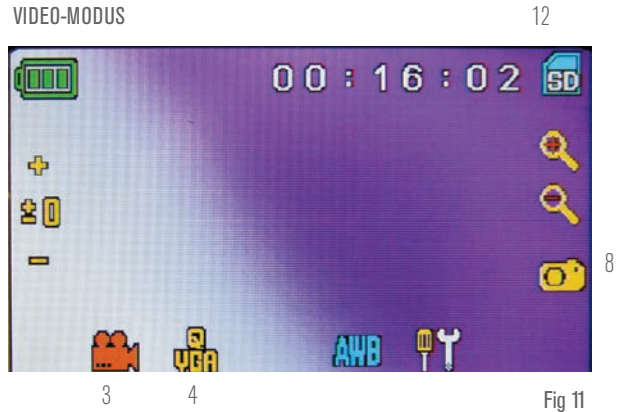 VIDEO-MODUS 12
00:16:02 SD
+
±0
-
8
Q
VGA AWB
3 4 Fig 11